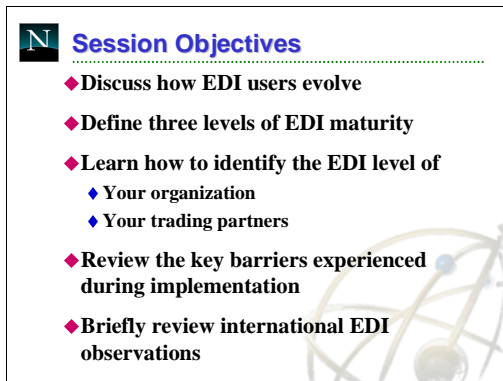 N
Session Objectives
◆Discuss how EDI users evolve
◆Define three levels of EDI maturity
◆Learn how to identify the EDI level of
♦Your organization
♦Your trading partners
◆Review the key barriers experienced
during implementation
◆Briefly review international EDI
observations